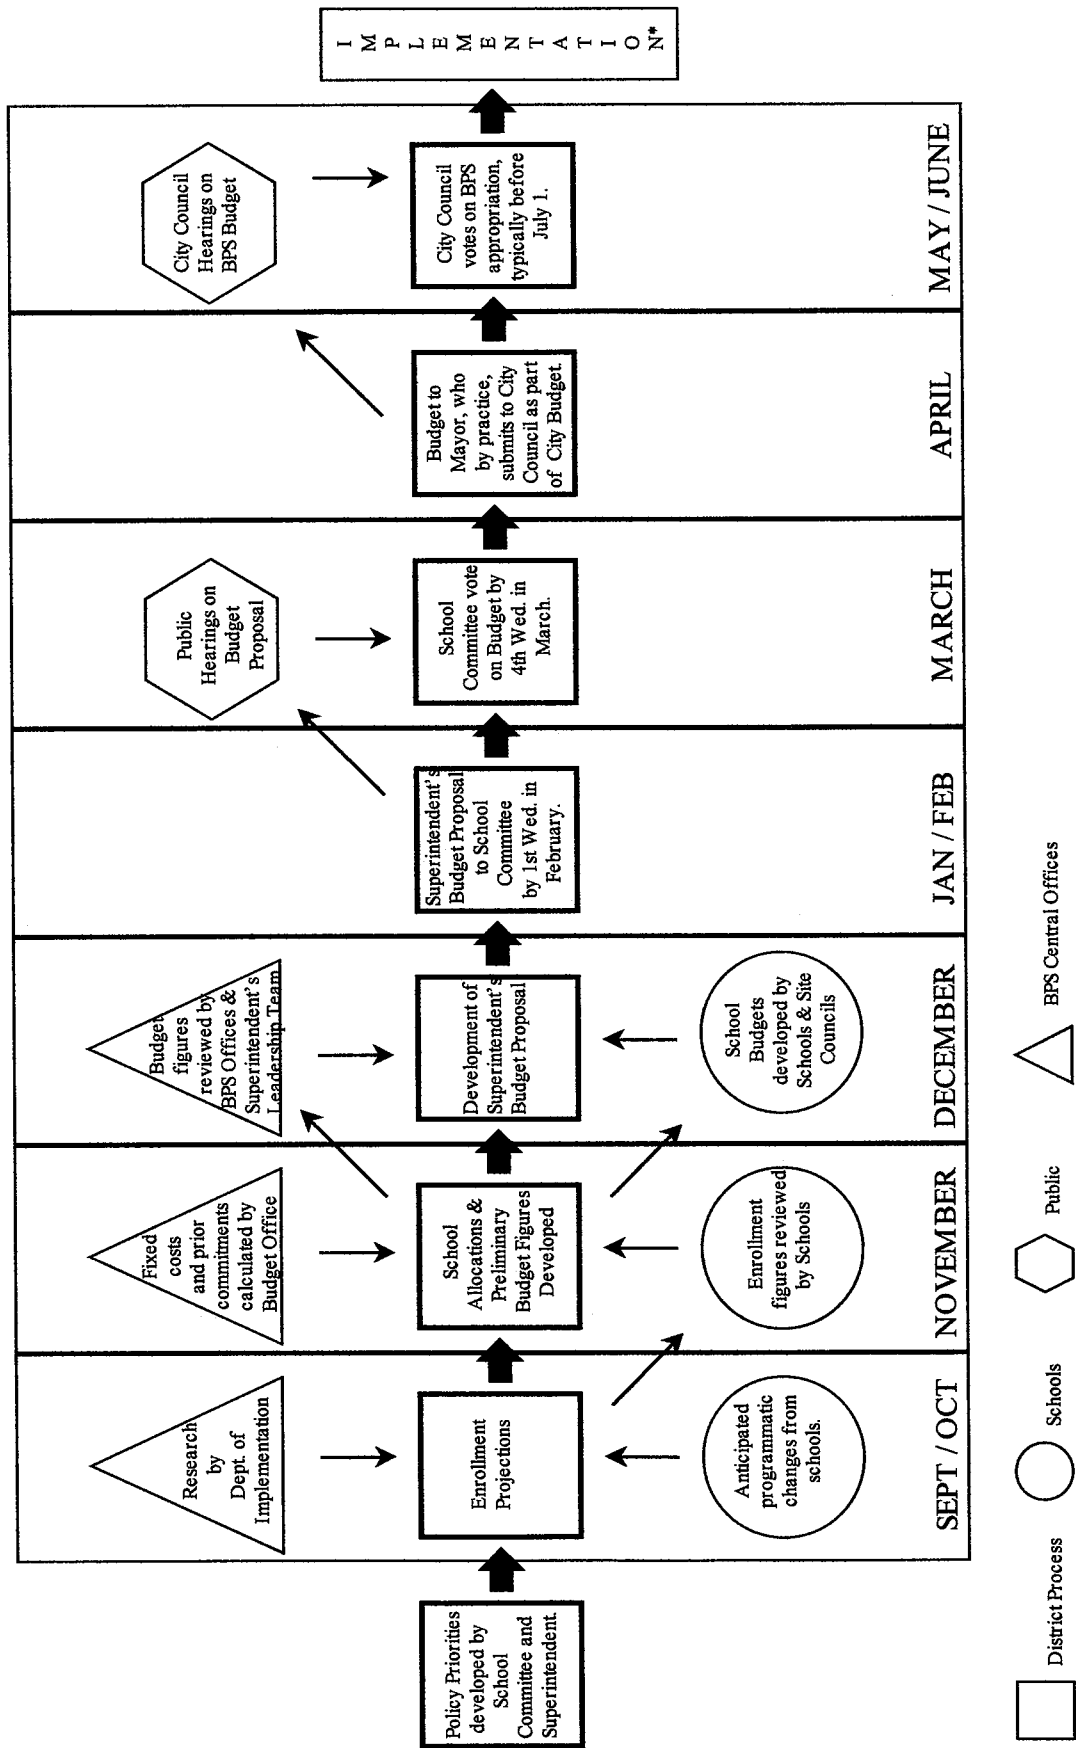 Policy Priorities
developed by
School
Committee and
Superintendent.
Research
by
Dept. of
Implementation
Enrollment
Projections
Anticipated
programmatic
changes from
schools.
SEPT / OCT
Fixed
costs
and prior
commitments
calculated by
Budget Office
School
Allocations &
Preliminary
Budget Figures
Developed
Enrollment
figures reviewed
by Schools
NOVEMBER
Budget
figures
reviewed by
BPS Offices &
Superintendent's
Leadership Team
Development of
Superintendent's
Budget Proposal
School
Budgets
developed by
Schools & Site
Councils
DECEMBER
Superintendent's
Budget Proposal
to School
Committee
by 1st Wed. in
February.
JAN / FEB
Public
Hearings on
Budget
Proposal
School
Committee vote
on Budget by
4th Wed. in
March.
MARCH
Budget to
Mayor, who
by practice,
submits to City
Council as part
of City Budget.
APRIL
City Council
Hearings on
BPS Budget
City Council
votes on BPS
appropriation,
typically before
July 1.
MAY / JUNE
I
M
P
L
E
M
E
N
T
A
T
I
O
N*
District Process
Schools
Public
BPS Central Offices